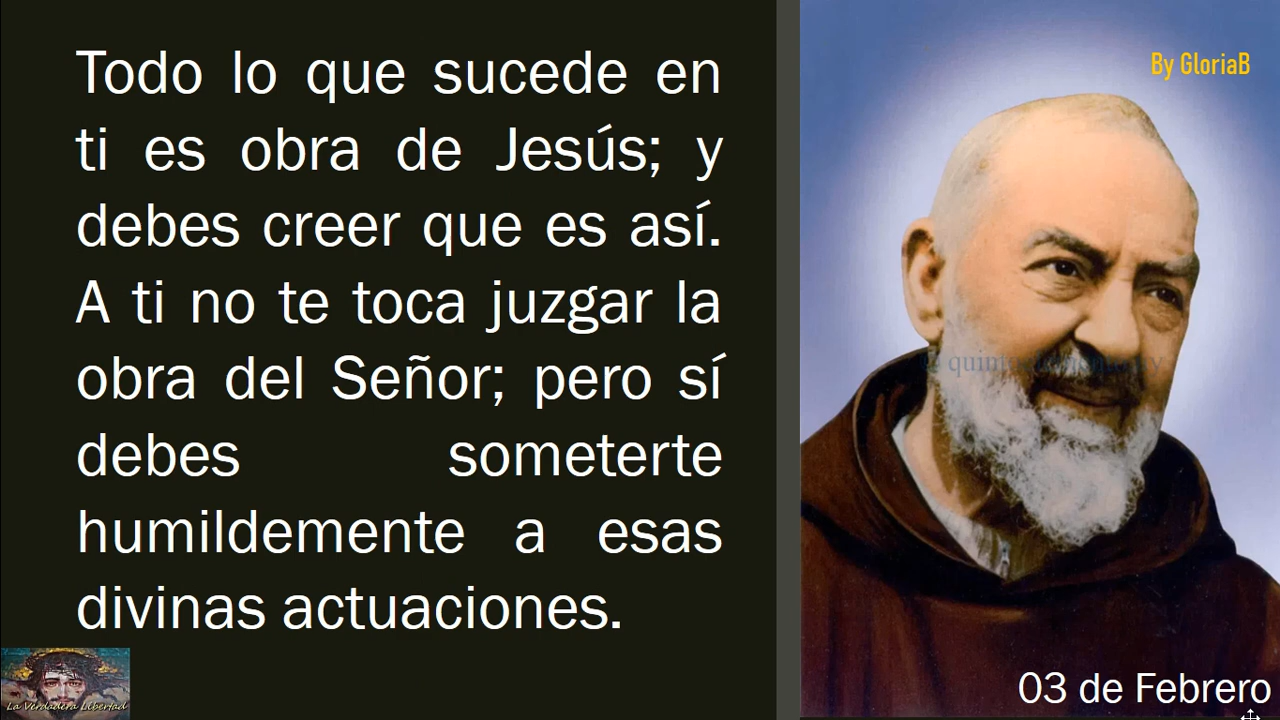 Todo lo que sucede en
ti es obra de Jesús; y
debes creer que es así.
A ti no te toca juzgar la
obra del Señor; pero sí
debes someterte
humildemente a esas
divinas actuaciones.
By GloriaB
03 de Febrero
La Verdadera Libertad